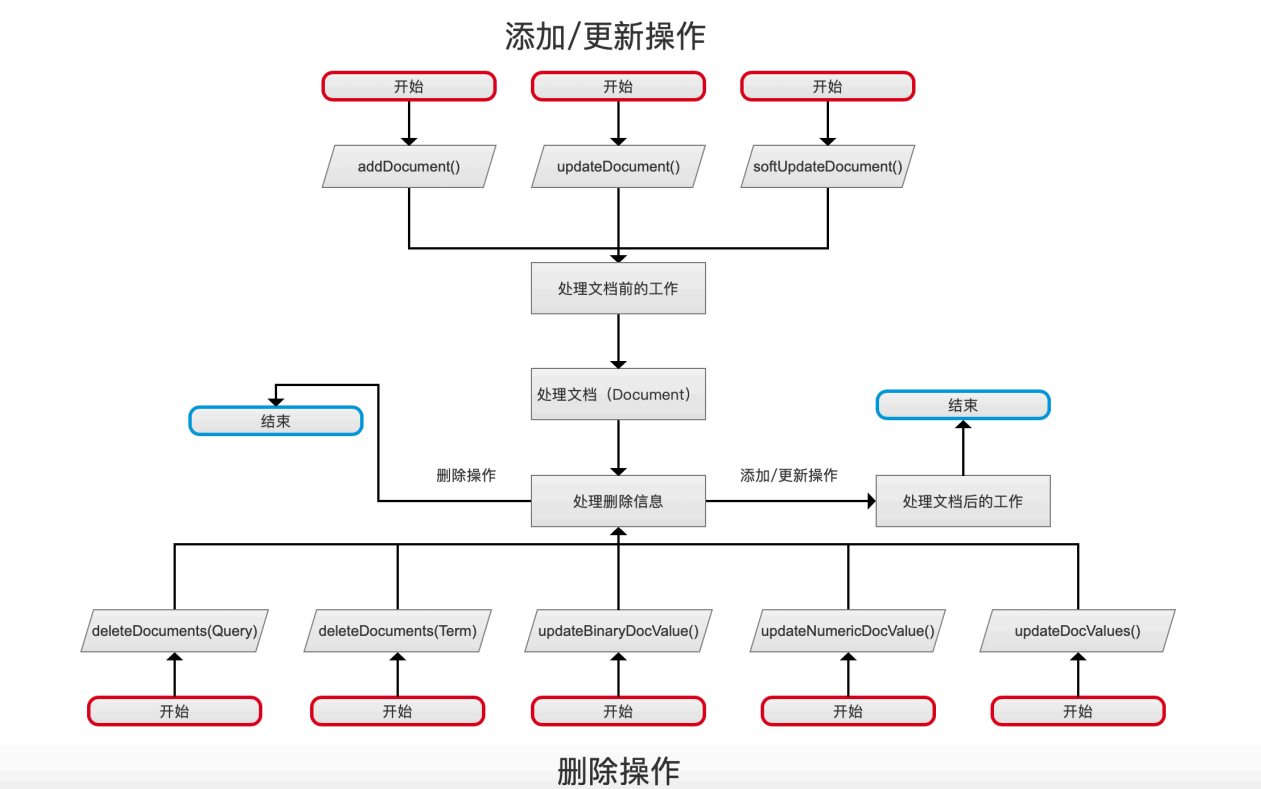 添加/更新操作
开始
开始
开始
addDocument()
updateDocument()
softUpdateDocument()
处理文档前的工作
处理文档（Document）
结束
结束
删除操作
添加/更新操作
处理删除信息
处理文档后的工作
deleteDocuments(Query)
deleteDocuments(Term)
updateBinaryDocValue()
updateNumericDocValue()
updateDocValues()
开始
开始
开始
开始
开始
删除操作